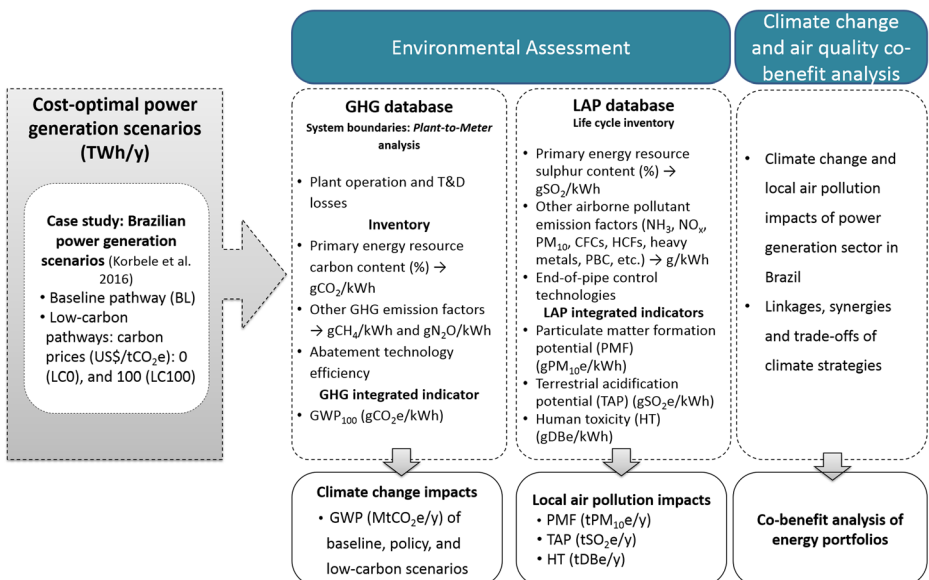 Cost-optimal power
generation scenarios
(TWh/y)
Case study: Brazilian
power generation
scenarios (Korbele et al.
2016)
• Baseline pathway (BL)
• Low-carbon
pathways: carbon
prices (US$/tCO₂e): 0
(LC0), and 100 (LC100)
Environmental Assessment
GHG database
System boundaries: Plant-to-Meter
analysis
• Plant operation and T&D
losses
Inventory
• Primary energy resource
carbon content (%) →
gCO₂/kWh
• Other GHG emission factors
→ gCH₄/kWh and gN₂O/kWh
• Abatement technology
efficiency
GHG integrated indicator
• GWP₁₀₀ (gCO₂e/kWh)
Climate change impacts
• GWP (MtCO₂e/y) of
baseline, policy, and
low-carbon scenarios
LAP database
Life cycle inventory
• Primary energy resource
sulphur content (%) →
gSO₂/kWh
• Other airborne pollutant
emission factors (NH₃, NOₓ,
PM₁₀, CFCs, HCFs, heavy
metals, PBC, etc.) → g/kWh
• End-of-pipe control
technologies
LAP integrated indicators
• Particulate matter formation
potential (PMF)
(gPM₁₀e/kWh)
• Terrestrial acidification
potential (TAP) (gSO₂e/kWh)
• Human toxicity (HT)
(gDBe/kWh)
Local air pollution impacts
• PMF (tPM₁₀e/y)
• TAP (tSO₂e/y)
• HT (tDBe/y)
Climate change
and air quality co-
benefit analysis
• Climate change and
local air pollution
impacts of power
generation sector in
Brazil
• Linkages, synergies
and trade-offs of
climate strategies
Co-benefit analysis of
energy portfolios